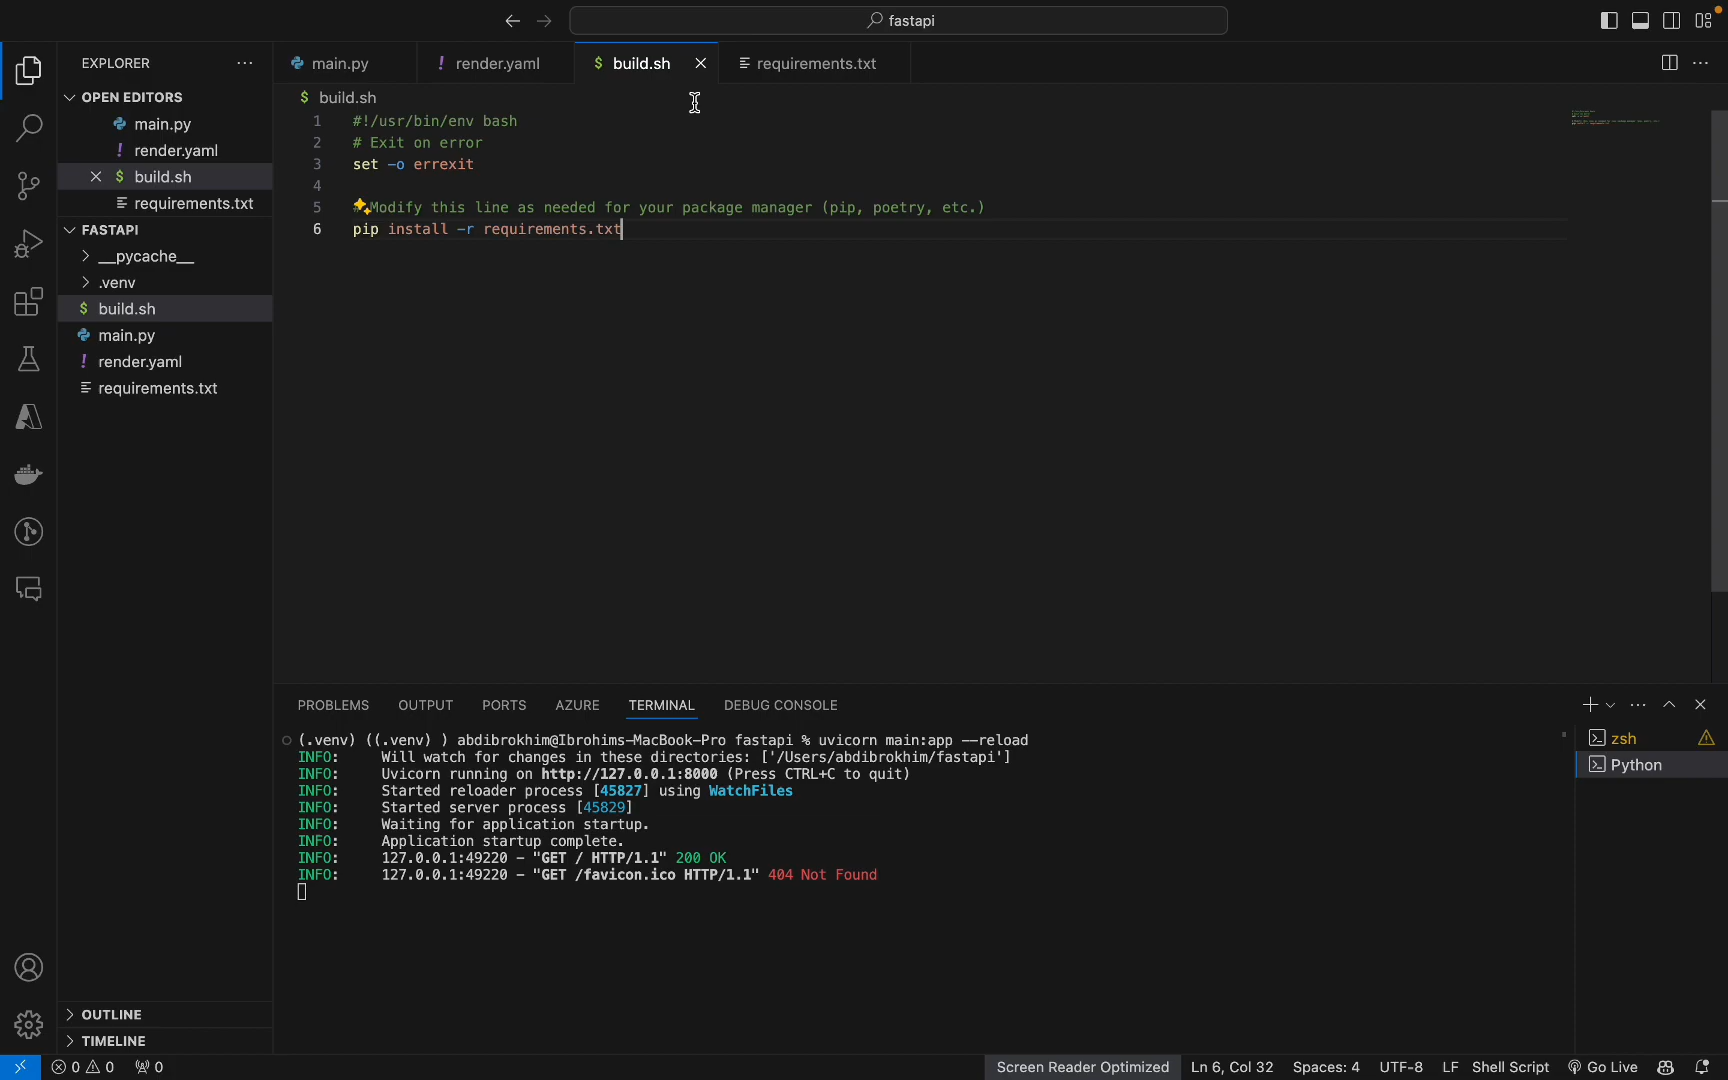 fastapi
EXPLORER
main.py
render.yaml
build.sh
requirements.txt
OPEN EDITORS
main.py
render.yaml
build.sh
requirements.txt
FASTAPI
__pycache__
.venv
build.sh
main.py
render.yaml
requirements.txt
OUTLINE
TIMELINE
build.sh
1 #!/usr/bin/env bash
2 # Exit on error
3 set -o errexit
4
5 # Modify this line as needed for your package manager (pip, poetry, etc.)
6 pip install -r requirements.txt
PROBLEMS OUTPUT PORTS AZURE TERMINAL DEBUG CONSOLE
(.venv) ((.venv) ) abdibrokhim@Ibrohims-MacBook-Pro fastapi % uvicorn main:app --reload
INFO: Will watch for changes in these directories: ['/Users/abdibrokhim/fastapi']
INFO: Uvicorn running on http://127.0.0.1:8000 (Press CTRL+C to quit)
INFO: Started reloader process [45827] using WatchFiles
INFO: Started server process [45829]
INFO: Waiting for application startup.
INFO: Application startup complete.
INFO: 127.0.0.1:49220 - "GET / HTTP/1.1" 200 OK
INFO: 127.0.0.1:49220 - "GET /favicon.ico HTTP/1.1" 404 Not Found
zsh
Python
0 0 0 Screen Reader Optimized Ln 6, Col 32 Spaces: 4 UTF-8 LF Shell Script Go Live